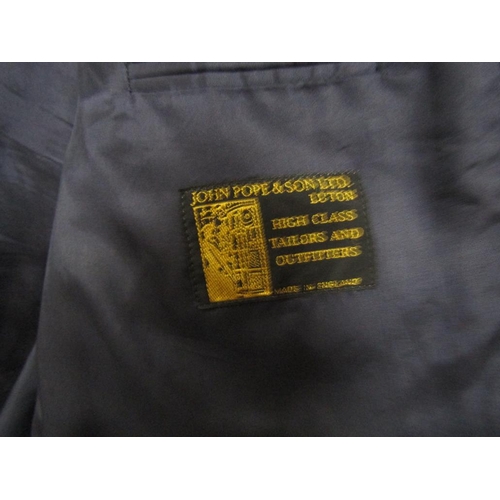 JOHN POPE & SON LTD.
LUTON
HIGH CLASS
TAILORS AND
OUTFITTERS
MADE IN ENGLAND